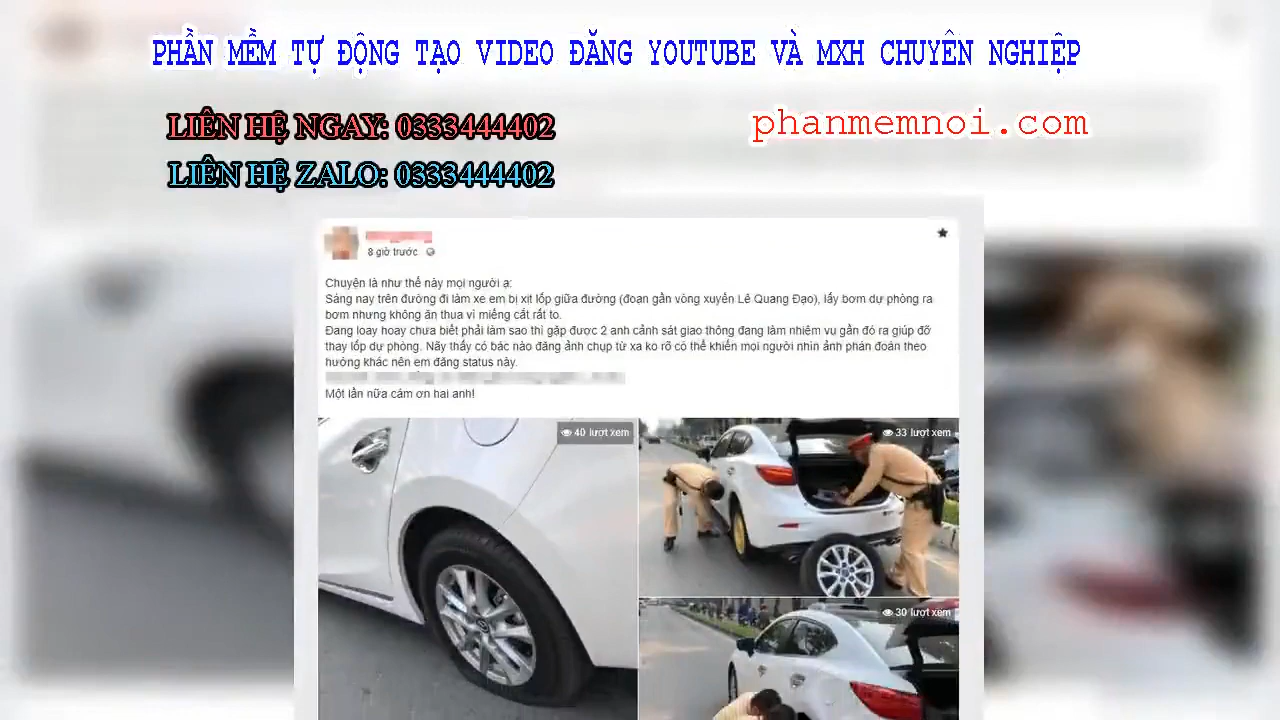 PHẦN MỀM TỰ ĐỘNG TẠO VIDEO ĐĂNG YOUTUBE VÀ MXH CHUYÊN NGHIỆP
LIÊN HỆ NGAY: 0333444402
phanmemnoi.com
LIÊN HỆ ZALO: 0333444402
8 giờ trước
Chuyện là như thế này mọi người ạ:
Sáng nay trên đường đi làm xe em bị xịt lốp giữa đường (đoạn gần vòng xuyến Lê Quang Đạo), lấy bơm dự phòng ra
bơm nhưng không ăn thua vì miếng cắt rất to.
Đang loay hoay chưa biết phải làm sao thì gặp được 2 anh cảnh sát giao thông đang làm nhiệm vụ gần đó ra giúp đỡ
thay lốp dự phòng. Nãy thấy có bác nào đăng ảnh chụp từ xa ko rõ có thể khiến mọi người nhìn ảnh phán đoán theo
hướng khác nên em đăng status này.
Một lần nữa cám ơn hai anh!
40 lượt xem
33 lượt xem
30 lượt xem